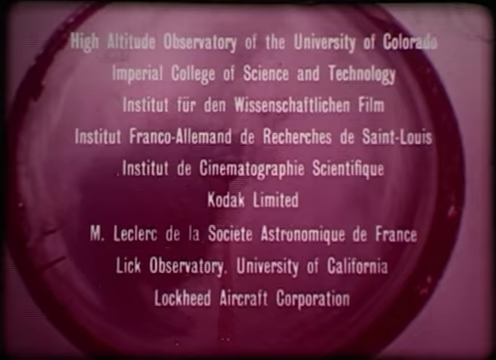 High Altitude Observatory of the University of Colorado
Imperial College of Science and Technology
Institut für den Wissenschaftlichen Film
Institut Franco-Allemand de Recherches de Saint-Louis
Institut de Cinematographie Scientifique
Kodak Limited
M. Leclerc de la Societe Astronomique de France
Lick Observatory, University of California
Lockheed Aircraft Corporation